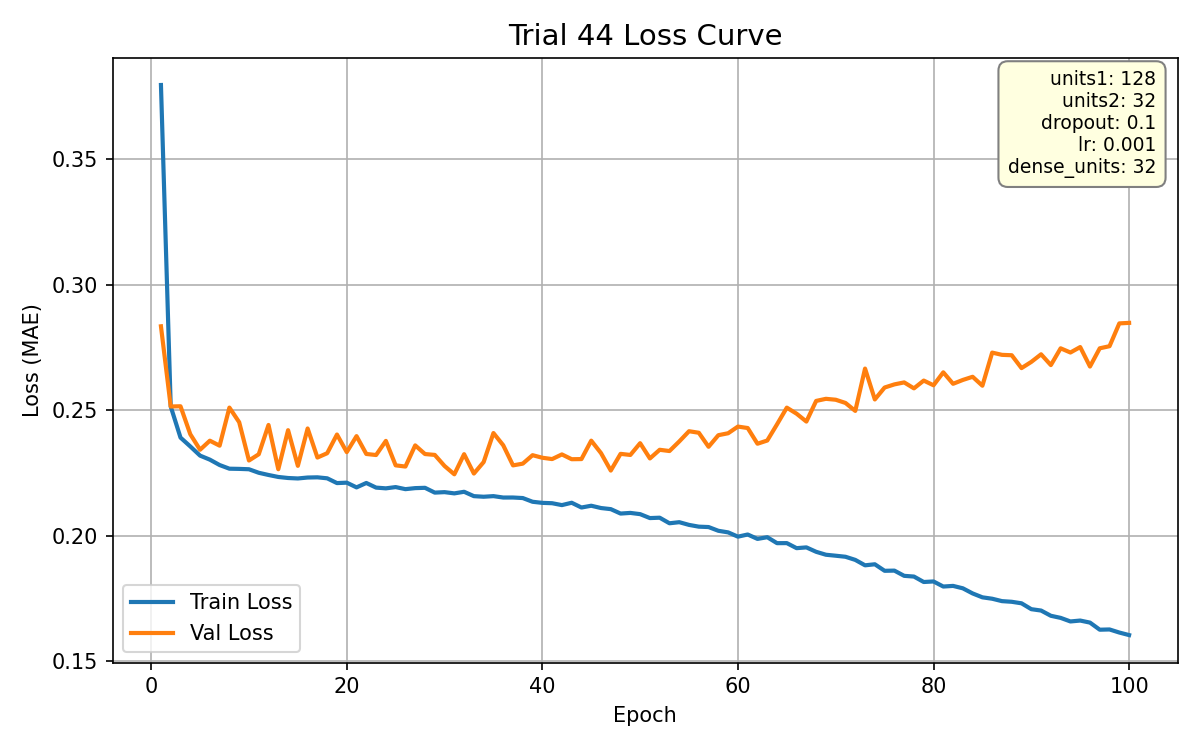 Trial 44 Loss Curve
units1: 128
units2: 32
dropout: 0.1
lr: 0.001
dense_units: 32
Loss (MAE)
0.35
0.30
0.25
0.20
0.15
Train Loss
Val Loss
0 20 40 60 80 100
Epoch